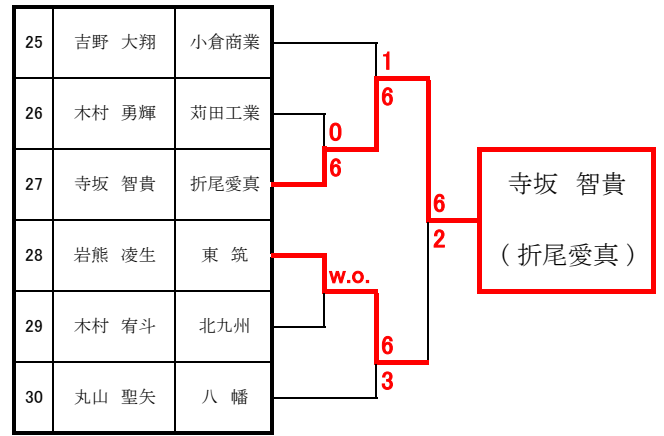 25 吉野 大翔 小倉商業
26 木村 勇輝 苅田工業
27 寺坂 智貴 折尾愛真
28 岩熊 凌生 東 筑
29 木村 宥斗 北九州
30 丸山 聖矢 八 幡
1
6
0
6
w.o.
6
3
6
2
寺坂 智貴
（折尾愛真）